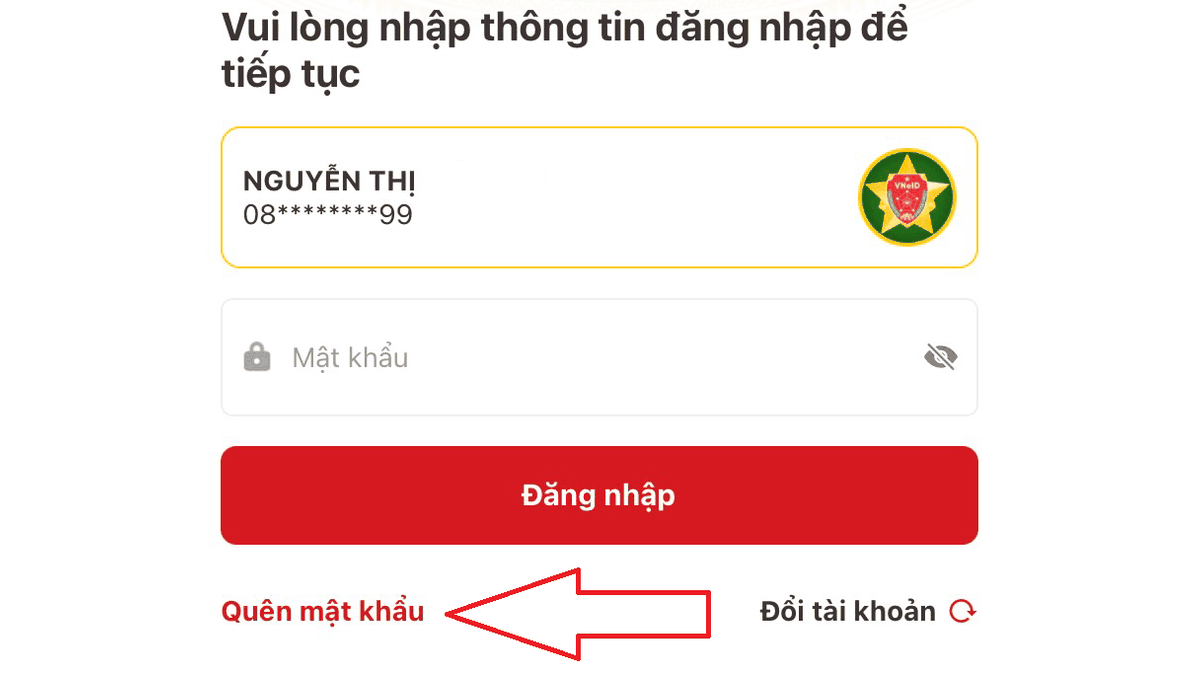 Vui lòng nhập thông tin đăng nhập để
tiếp tục
NGUYỄN THỊ
08********99
VNeID
Mật khẩu
Đăng nhập
Quên mật khẩu
Đổi tài khoản